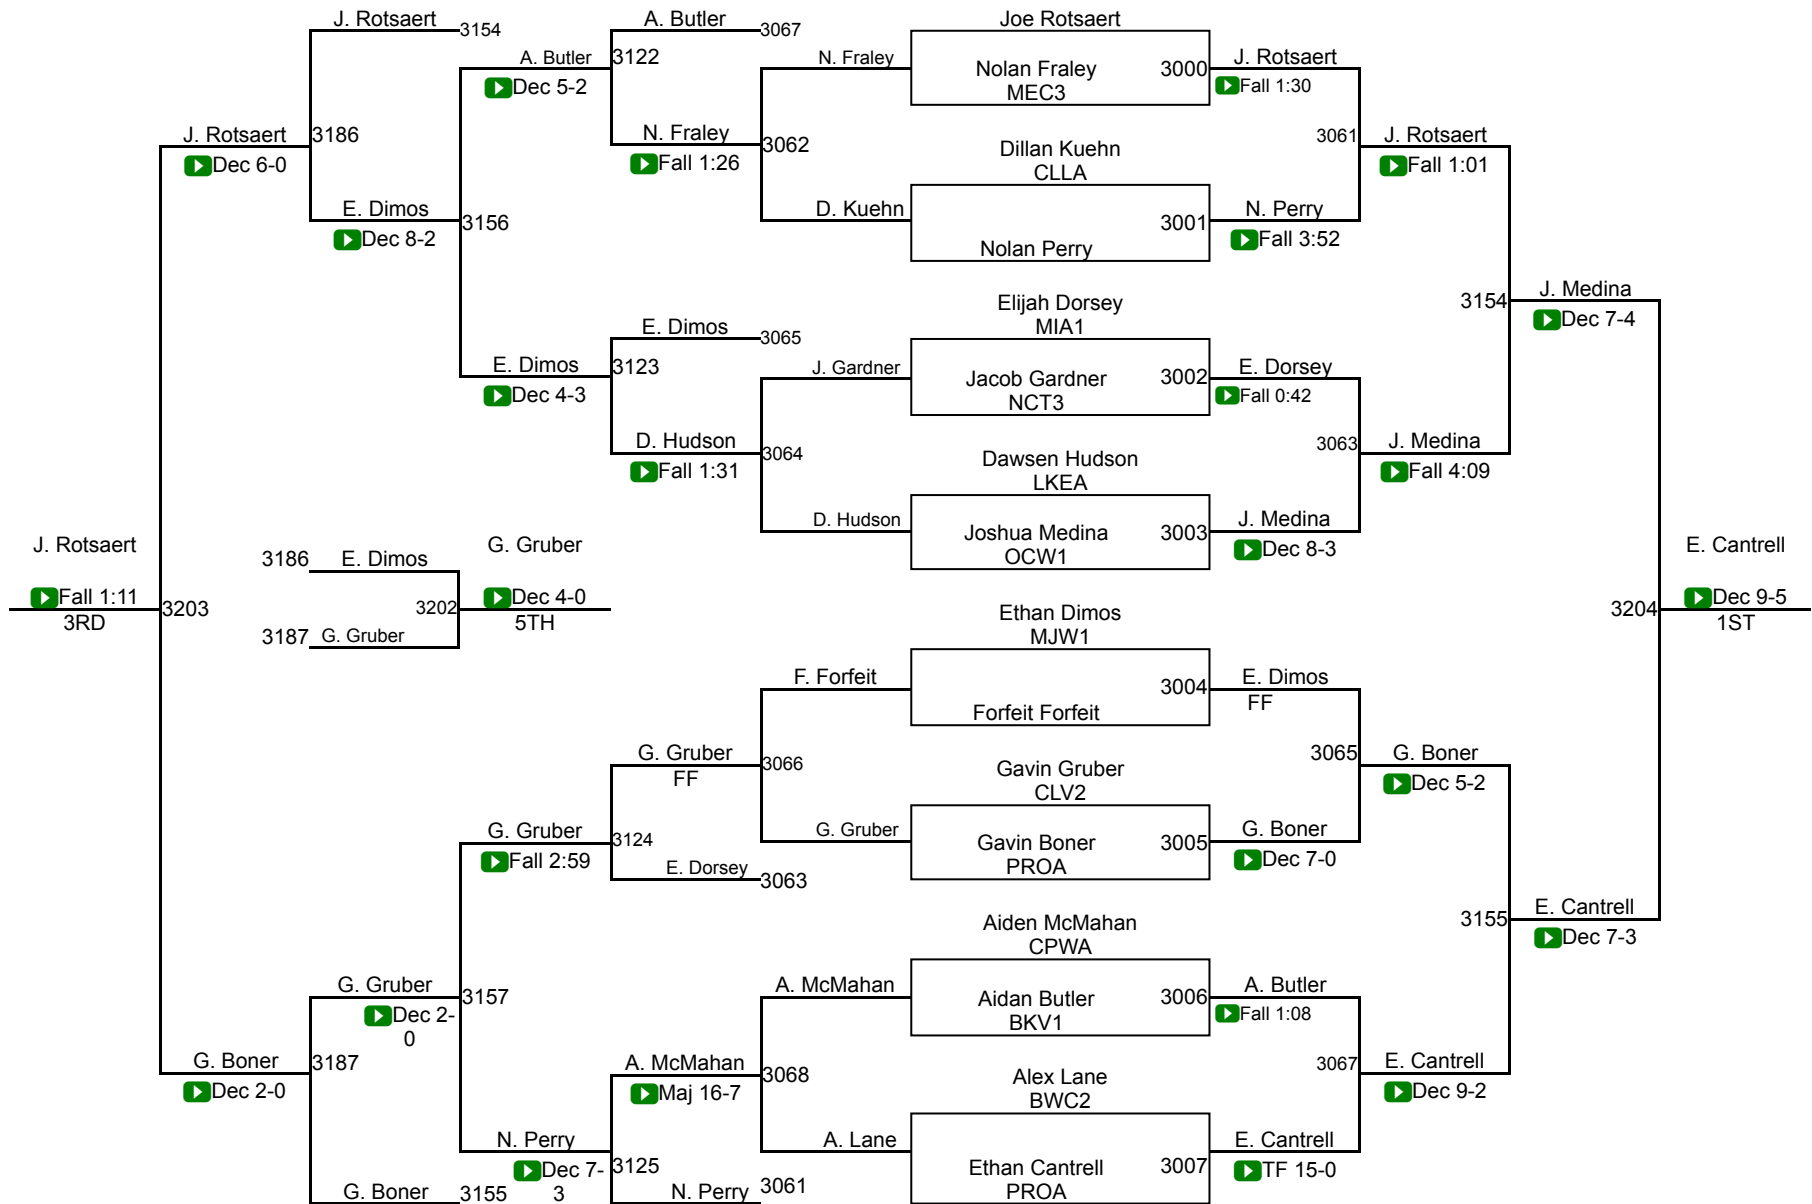 J. Rotsaert
3154
A. Butler
3067
Joe Rotsaert
A. Butler
3122
Dec 5-2
N. Fraley
Nolan Fraley
MEC3
3000
J. Rotsaert
Fall 1:30
J. Rotsaert
3186
Dec 6-0
N. Fraley
3062
Fall 1:26
Dillan Kuehn
CLLA
3061
J. Rotsaert
Fall 1:01
E. Dimos
3156
Dec 8-2
D. Kuehn
3001
Nolan Perry
N. Perry
Fall 3:52
Elijah Dorsey
MIA1
3154
J. Medina
Dec 7-4
E. Dimos
3065
E. Dimos
3123
Dec 4-3
J. Gardner
Jacob Gardner
NCT3
3002
E. Dorsey
Fall 0:42
D. Hudson
3064
Fall 1:31
Dawsen Hudson
LKEA
3063
J. Medina
Fall 4:09
D. Hudson
Joshua Medina
OCW1
3003
J. Medina
Dec 8-3
J. Rotsaert
Fall 1:11
3RD
3203
3186
E. Dimos
3187
G. Gruber
3202
G. Gruber
Dec 4-0
5TH
3204
E. Cantrell
Dec 9-5
1ST
Ethan Dimos
MJW1
F. Forfeit
3004
Forfeit Forfeit
E. Dimos
FF
G. Gruber
FF
3066
Gavin Gruber
CLV2
3065
G. Boner
Dec 5-2
G. Gruber
Fall 2:59
3124
G. Gruber
Gavin Boner
PROA
3005
G. Boner
Dec 7-0
E. Dorsey
3063
Aiden McMahan
CPWA
3155
E. Cantrell
Dec 7-3
G. Gruber
3157
Dec 2-
0
A. McMahan
Aidan Butler
BKV1
3006
A. Butler
Fall 1:08
G. Boner
3187
Dec 2-0
A. McMahan
3068
Maj 16-7
Alex Lane
BWC2
3067
E. Cantrell
Dec 9-2
N. Perry
3125
Dec 7-
3
A. Lane
Ethan Cantrell
PROA
3007
E. Cantrell
TF 15-0
G. Boner
3155
N. Perry
3061